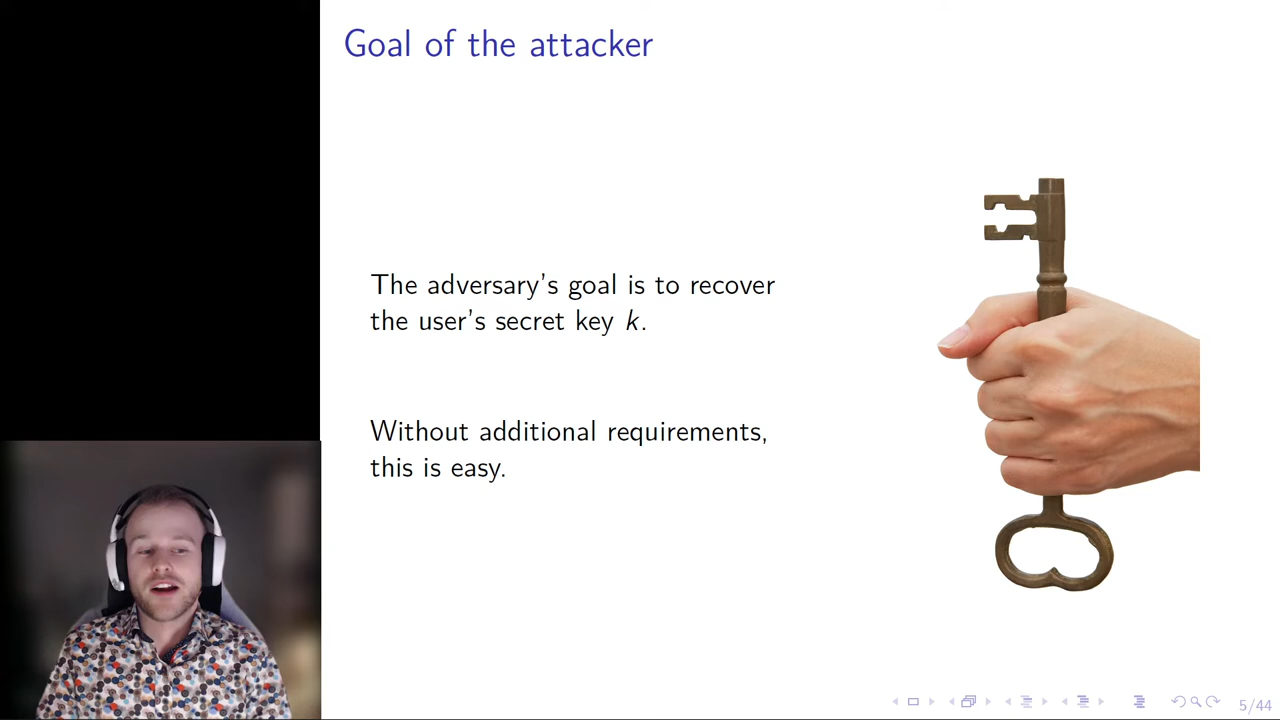 Goal of the attacker
The adversary’s goal is to recover
the user’s secret key k.
Without additional requirements,
this is easy.
5/44